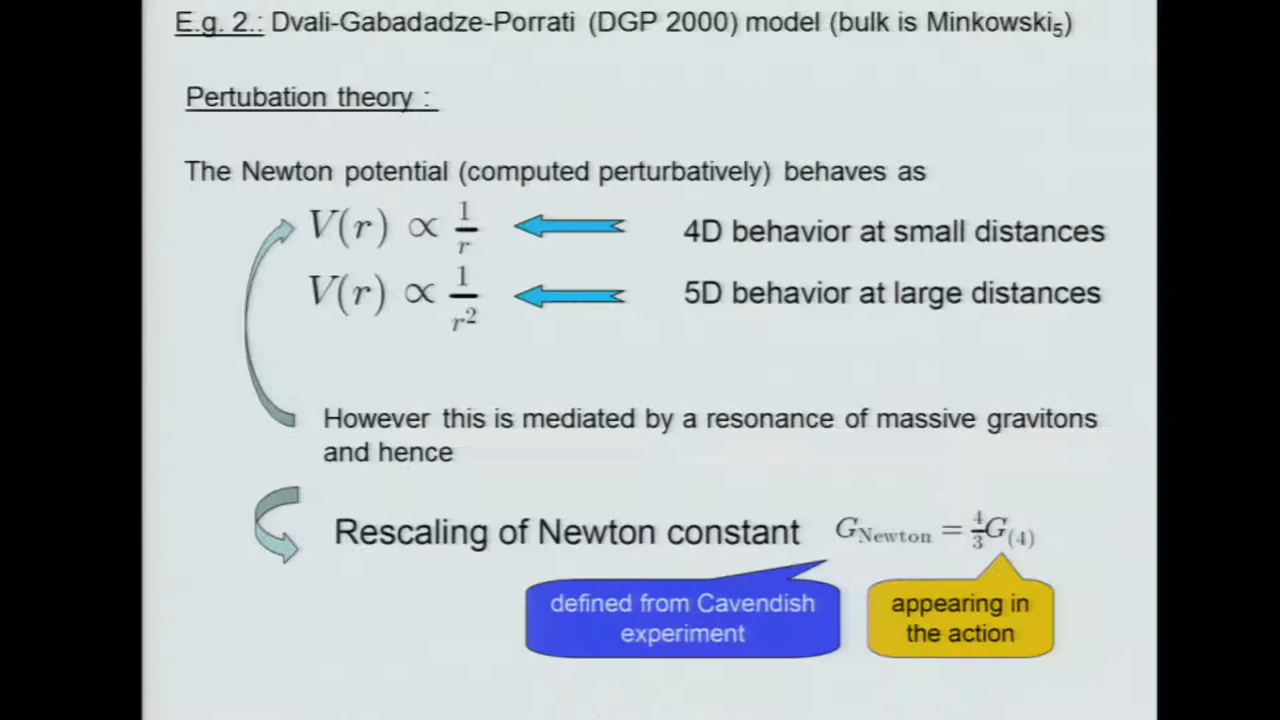 E.g. 2.: Dvali-Gabadadze-Porrati (DGP 2000) model (bulk is Minkowski₅)
Pertubation theory :
The Newton potential (computed perturbatively) behaves as
V(r) ∝ 1/r 4D behavior at small distances
V(r) ∝ 1/r² 5D behavior at large distances
However this is mediated by a resonance of massive gravitons
and hence
Rescaling of Newton constant G_Newton = 4/3 G_(4)
defined from Cavendish
experiment
appearing in
the action